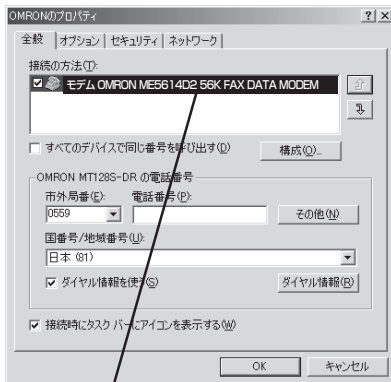 OMRONのプロパティ
全般 オプション セキュリティ ネットワーク
接続の方法(T):
モデム OMRON ME5614D2 56K FAX DATA MODEM
すべてのデバイスで同じ番号を呼び出す(D)
構成(O)...
OMRON MT128S-DR の電話番号
市外局番(E): 電話番号(P):
0559
その他(N)
国番号/地域番号(U):
日本 (81)
ダイヤル情報を使う(S)
ダイヤル情報(R)
接続時にタスク バーにアイコンを表示する(W)
OK キャンセル